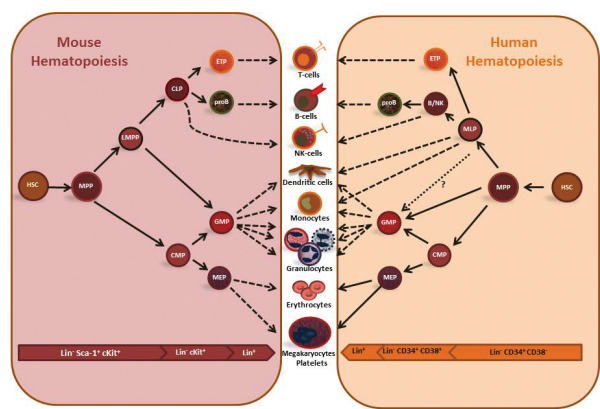 Mouse
Hematopoiesis
Human
Hematopoiesis
ETP
CLP
proB
LMPP
HSC
MPP
GMP
CMP
MEP
T-cells
B-cells
NK-cells
Dendritic cells
Monocytes
Granulocytes
Erythrocytes
Megakaryocytes
Platelets
ETP
proB
B/NK
MLP
?
MPP
HSC
GMP
CMP
MEP
Lin⁻ Sca-1⁺ cKit⁺
Lin⁻ cKit⁺
Lin⁺
Lin⁺
Lin⁻ CD34⁺ CD38⁺
Lin⁻ CD34⁺ CD38⁻